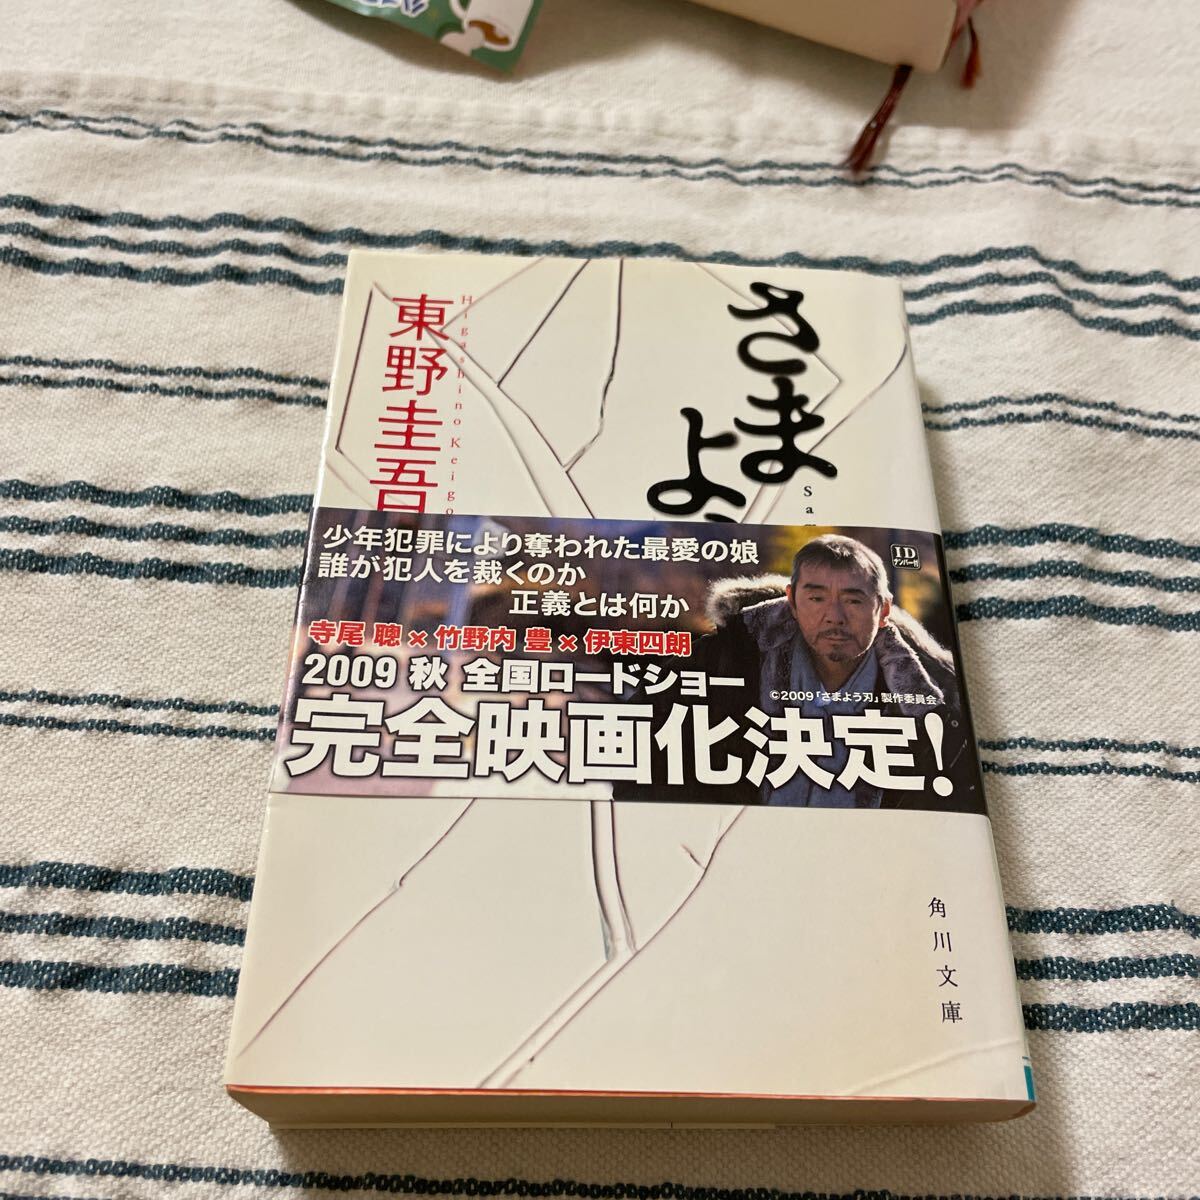 さまよ
東野圭吾
Higashino Keigo
少年犯罪により奪われた最愛の娘
誰が犯人を裁くのか
正義とは何か
寺尾 聰×竹野内 豊×伊東四朗
2009 秋 全国ロードショー
完全映画化決定!
©2009「さまよう刃」製作委員会
ID
ナンバー付
角川文庫